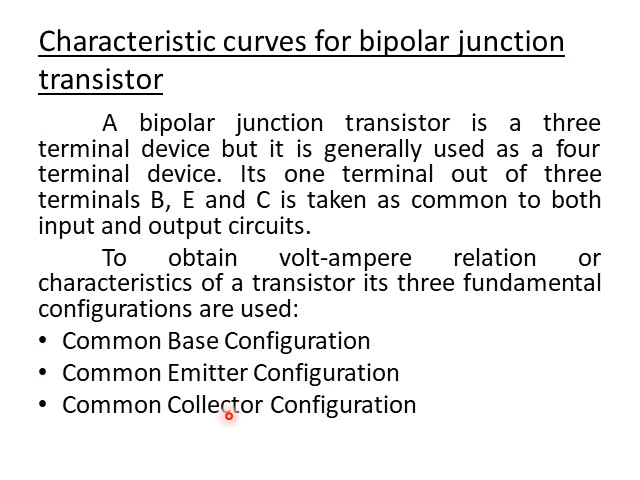 Characteristic curves for bipolar junction
transistor
A bipolar junction transistor is a three
terminal device but it is generally used as a four
terminal device. Its one terminal out of three
terminals B, E and C is taken as common to both
input and output circuits.
To obtain volt-ampere relation or
characteristics of a transistor its three fundamental
configurations are used:
• Common Base Configuration
• Common Emitter Configuration
• Common Collector Configuration